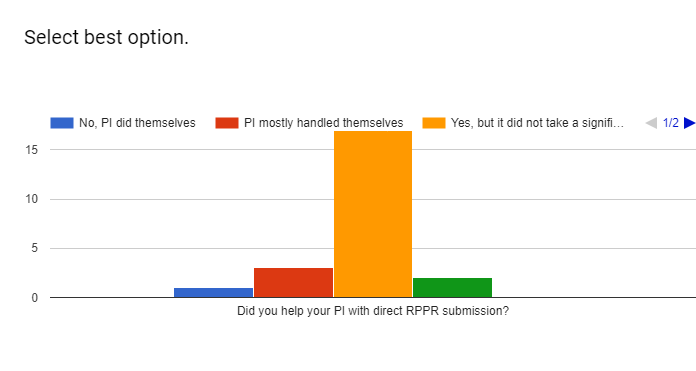 Select best option.
No, PI did themselves
PI mostly handled themselves
Yes, but it did not take a signifi...
1/2
15
10
5
0
Did you help your PI with direct RPPR submission?